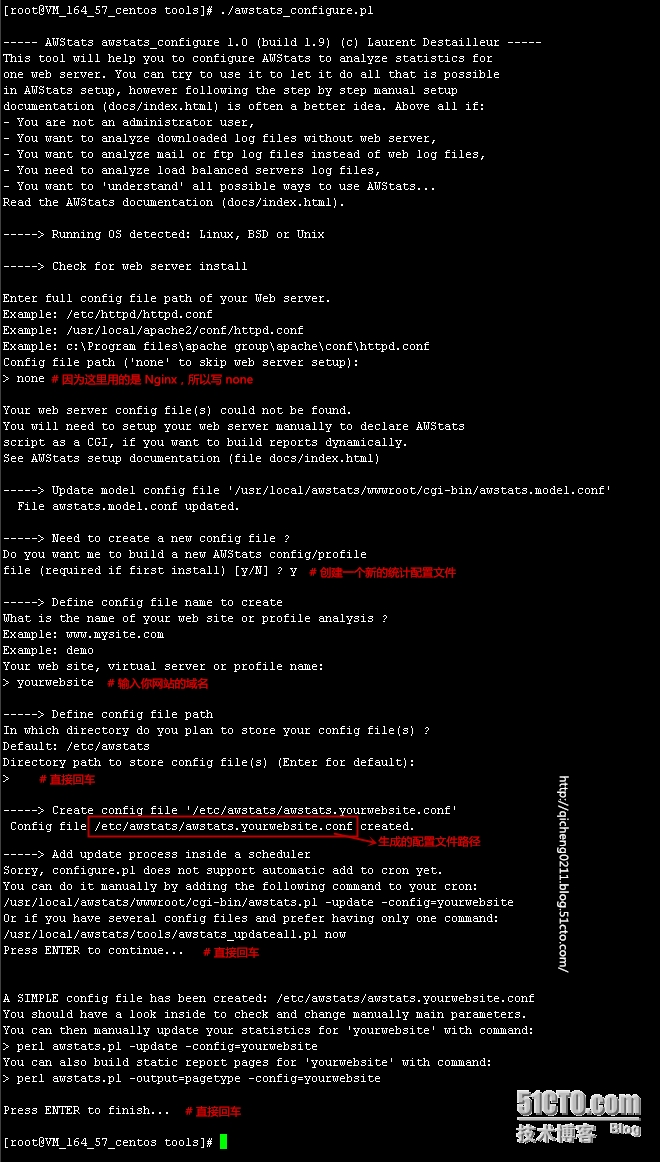 [root@VM_164_57_centos tools]# ./awstats_configure.pl
----- AWStats awstats_configure 1.0 (build 1.9) (c) Laurent Destailleur -----
This tool will help you to configure AWStats to analyze statistics for
one web server. You can try to use it to let it do all that is possible
in AWStats setup, however following the step by step manual setup
documentation (docs/index.html) is often a better idea. Above all if:
- You are not an administrator user,
- You want to analyze downloaded log files without web server,
- You want to analyze mail or ftp log files instead of web log files,
- You need to analyze load balanced servers log files,
- You want to 'understand' all possible ways to use AWStats...
Read the AWStats documentation (docs/index.html).
-----> Running OS detected: Linux, BSD or Unix
-----> Check for web server install
Enter full config file path of your Web server.
Example: /etc/httpd/httpd.conf
Example: /usr/local/apache2/conf/httpd.conf
Example: c:\Program files\apache group\apache\conf\httpd.conf
Config file path ('none' to skip web server setup):
> none # 因为这里用的是 Nginx，所以写 none
Your web server config file(s) could not be found.
You will need to setup your web server manually to declare AWStats
script as a CGI, if you want to build reports dynamically.
See AWStats setup documentation (file docs/index.html)
-----> Update model config file '/usr/local/awstats/wwwroot/cgi-bin/awstats.model.conf'
File awstats.model.conf updated.
-----> Need to create a new config file ?
Do you want me to build a new AWStats config/profile
file (required if first install) [y/N] ? y # 创建一个新的统计配置文件
-----> Define config file name to create
What is the name of your web site or profile analysis ?
Example: www.mysite.com
Example: demo
Your web site, virtual server or profile name:
> yourwebsite # 输入你网站的域名
-----> Define config file path
In which directory do you plan to store your config file(s) ?
Default: /etc/awstats
Directory path to store config file(s) (Enter for default):
> # 直接回车
-----> Create config file '/etc/awstats/awstats.yourwebsite.conf'
Config file /etc/awstats/awstats.yourwebsite.conf created.
生成的配置文件路径
-----> Add update process inside a scheduler
Sorry, configure.pl does not support automatic add to cron yet.
You can do it manually by adding the following command to your cron:
/usr/local/awstats/wwwroot/cgi-bin/awstats.pl -update -config=yourwebsite
Or if you have several config files and prefer having only one command:
/usr/local/awstats/tools/awstats_updateall.pl now
Press ENTER to continue... # 直接回车
A SIMPLE config file has been created: /etc/awstats/awstats.yourwebsite.conf
You should have a look inside to check and change manually main parameters.
You can then manually update your statistics for 'yourwebsite' with command:
> perl awstats.pl -update -config=yourwebsite
You can also build static report pages for 'yourwebsite' with command:
> perl awstats.pl -output=pagetype -config=yourwebsite
Press ENTER to finish... # 直接回车
[root@VM_164_57_centos tools]#
http://qicheng0211.blog.51cto.com/
51CTO.com
技术博客 Blog